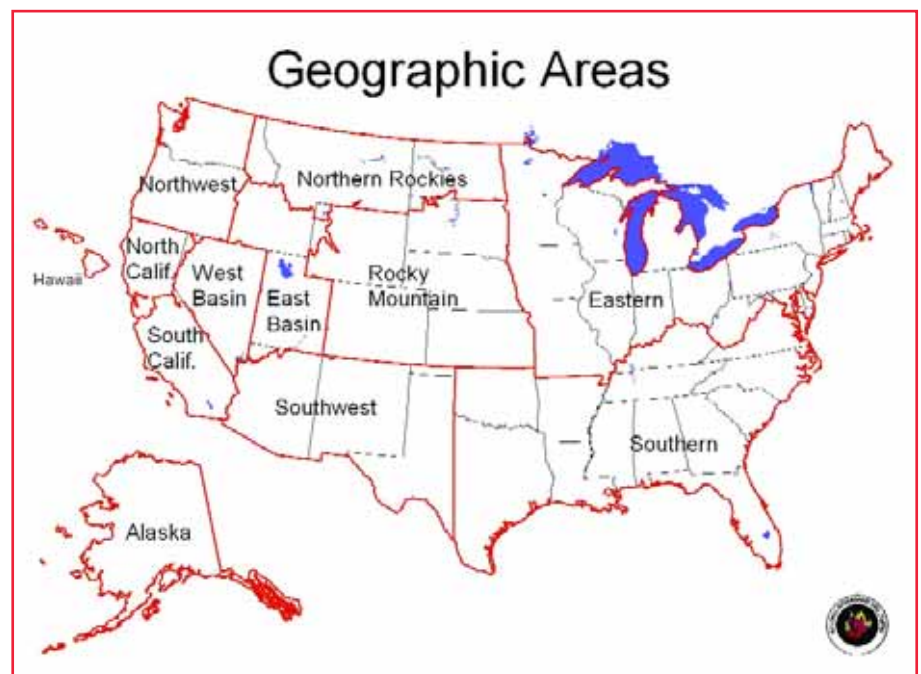 Geographic Areas
Northwest
Northern Rockies
North
Calif.
Hawaii
West
Basin
East
Basin
Rocky
Mountain
Eastern
South
Calif.
Southwest
Southern
Alaska